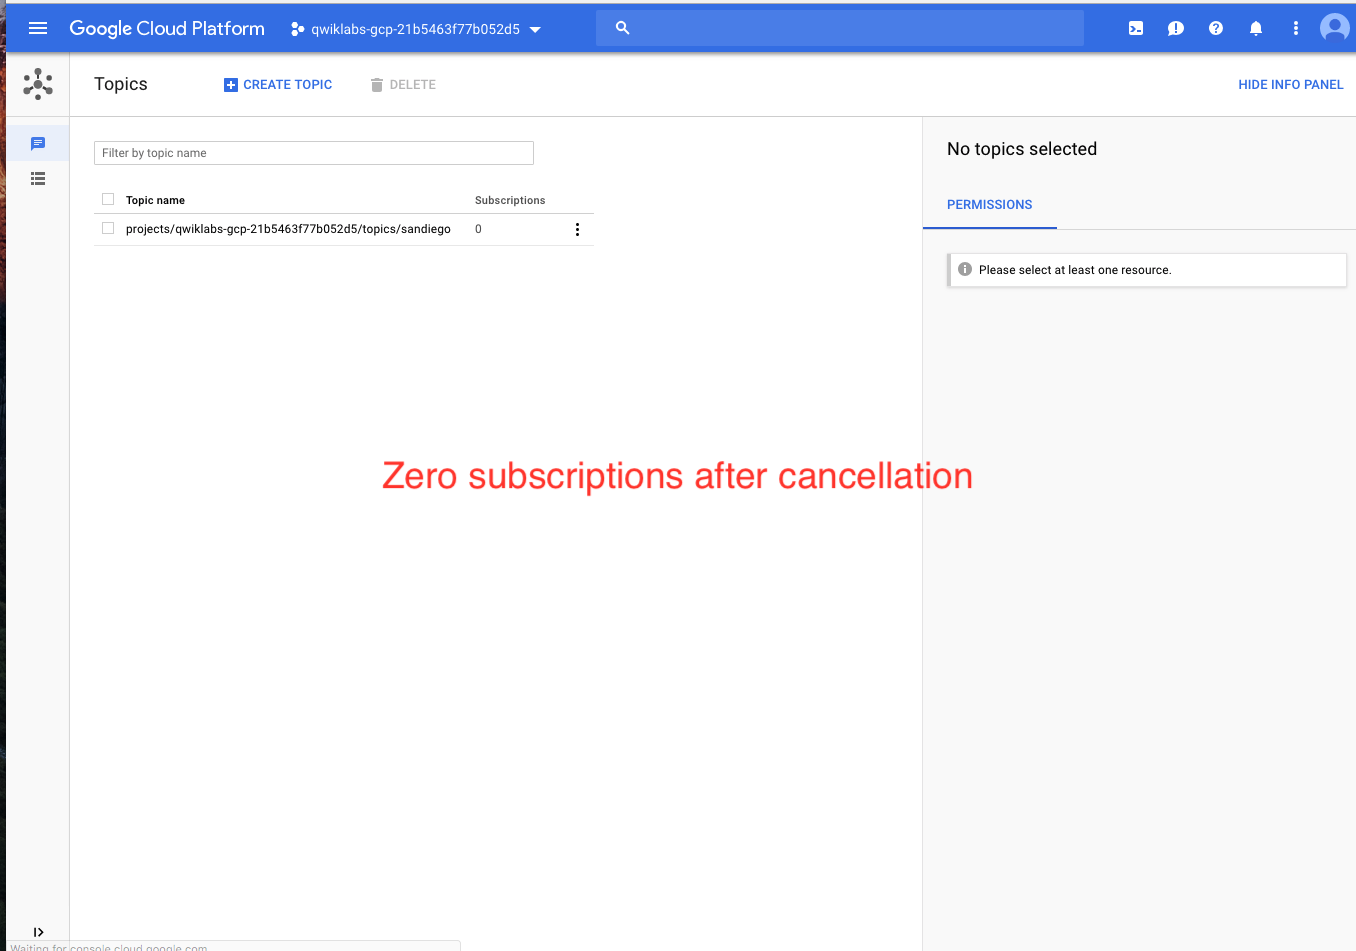 Google Cloud Platform qwiklabs-gcp-21b5463f77b052d5
Topics CREATE TOPIC DELETE HIDE INFO PANEL
Filter by topic name
No topics selected
Topic name Subscriptions
PERMISSIONS
projects/qwiklabs-gcp-21b5463f77b052d5/topics/sandiego 0
Please select at least one resource.
Zero subscriptions after cancellation
Waiting for console.cloud.google.com